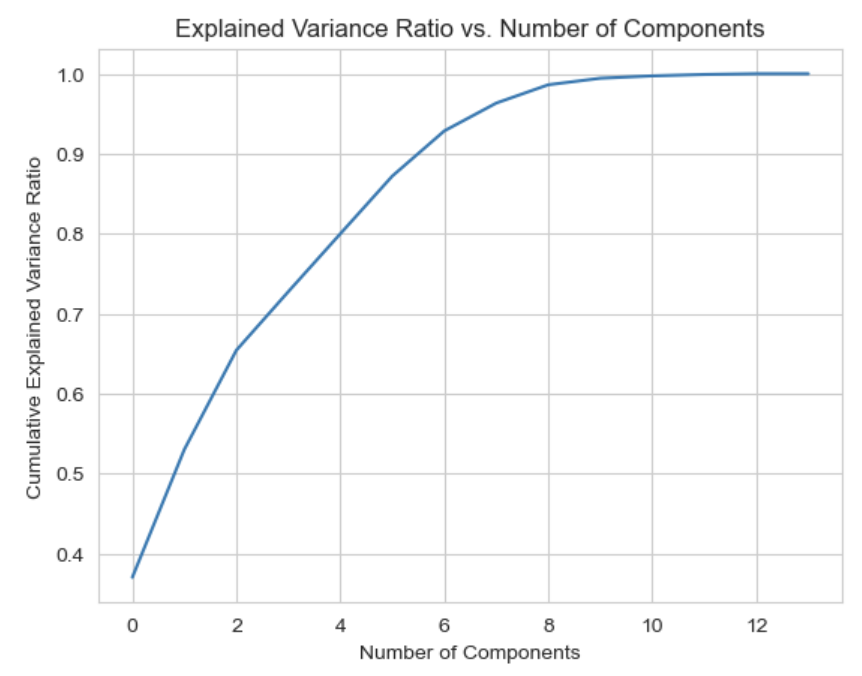 Explained Variance Ratio vs. Number of Components
Cumulative Explained Variance Ratio
1.0
0.9
0.8
0.7
0.6
0.5
0.4
0 2 4 6 8 10 12
Number of Components